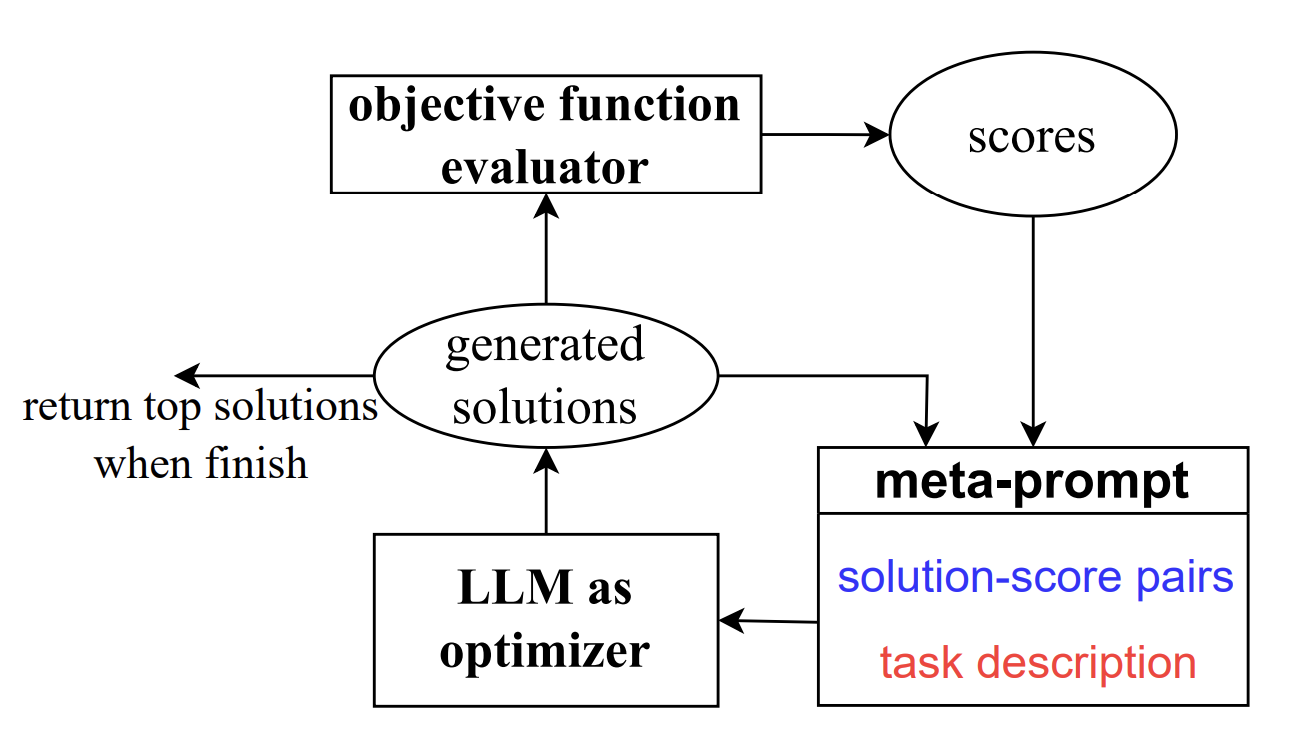 objective function
evaluator
scores
generated
solutions
return top solutions
when finish
meta-prompt
solution-score pairs
task description
LLM as
optimizer